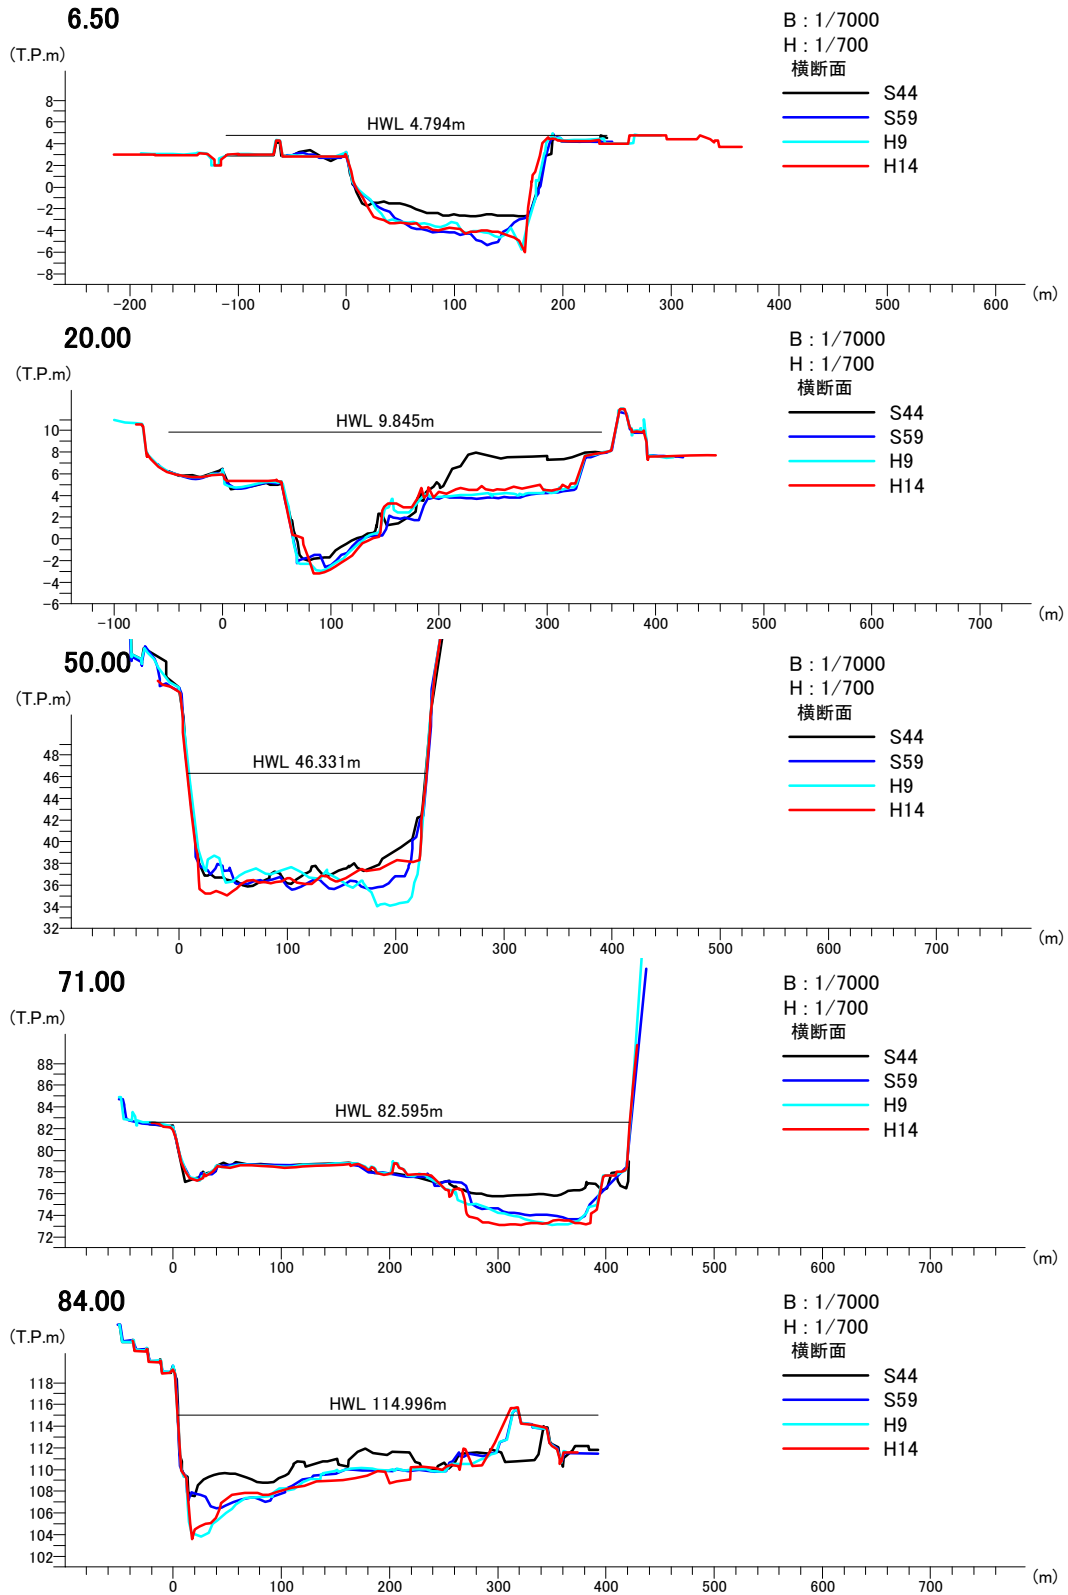 6.50
(T.P.m)
B : 1/7000
H : 1/700
横断面
S44
S59
H9
H14
HWL 4.794m
8
6
4
2
0
-2
-4
-6
-8
-200 -100 0 100 200 300 400 500 600 (m)
20.00
(T.P.m)
B : 1/7000
H : 1/700
横断面
S44
S59
H9
H14
HWL 9.845m
10
8
6
4
2
0
-2
-4
-6
-100 0 100 200 300 400 500 600 700 (m)
50.00
(T.P.m)
B : 1/7000
H : 1/700
横断面
S44
S59
H9
H14
HWL 46.331m
48
46
44
42
40
38
36
34
32
0 100 200 300 400 500 600 700 (m)
71.00
(T.P.m)
B : 1/7000
H : 1/700
横断面
S44
S59
H9
H14
HWL 82.595m
88
86
84
82
80
78
76
74
72
0 100 200 300 400 500 600 700 (m)
84.00
(T.P.m)
B : 1/7000
H : 1/700
横断面
S44
S59
H9
H14
HWL 114.996m
118
116
114
112
110
108
106
104
102
0 100 200 300 400 500 600 700 (m)